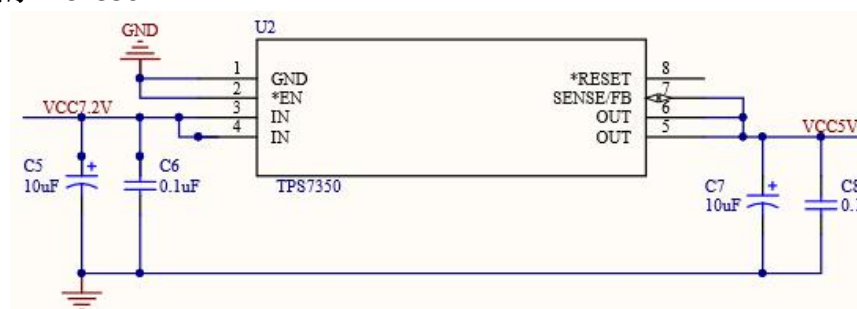 GND
U2
1 GND
2 *EN
3 IN
4 IN
*RESET 8
SENSE/FB 7
OUT 6
OUT 5
VCC7.2V
VCC5V
C5
10uF
+
C6
0.1uF
TPS7350
C7
10uF
+